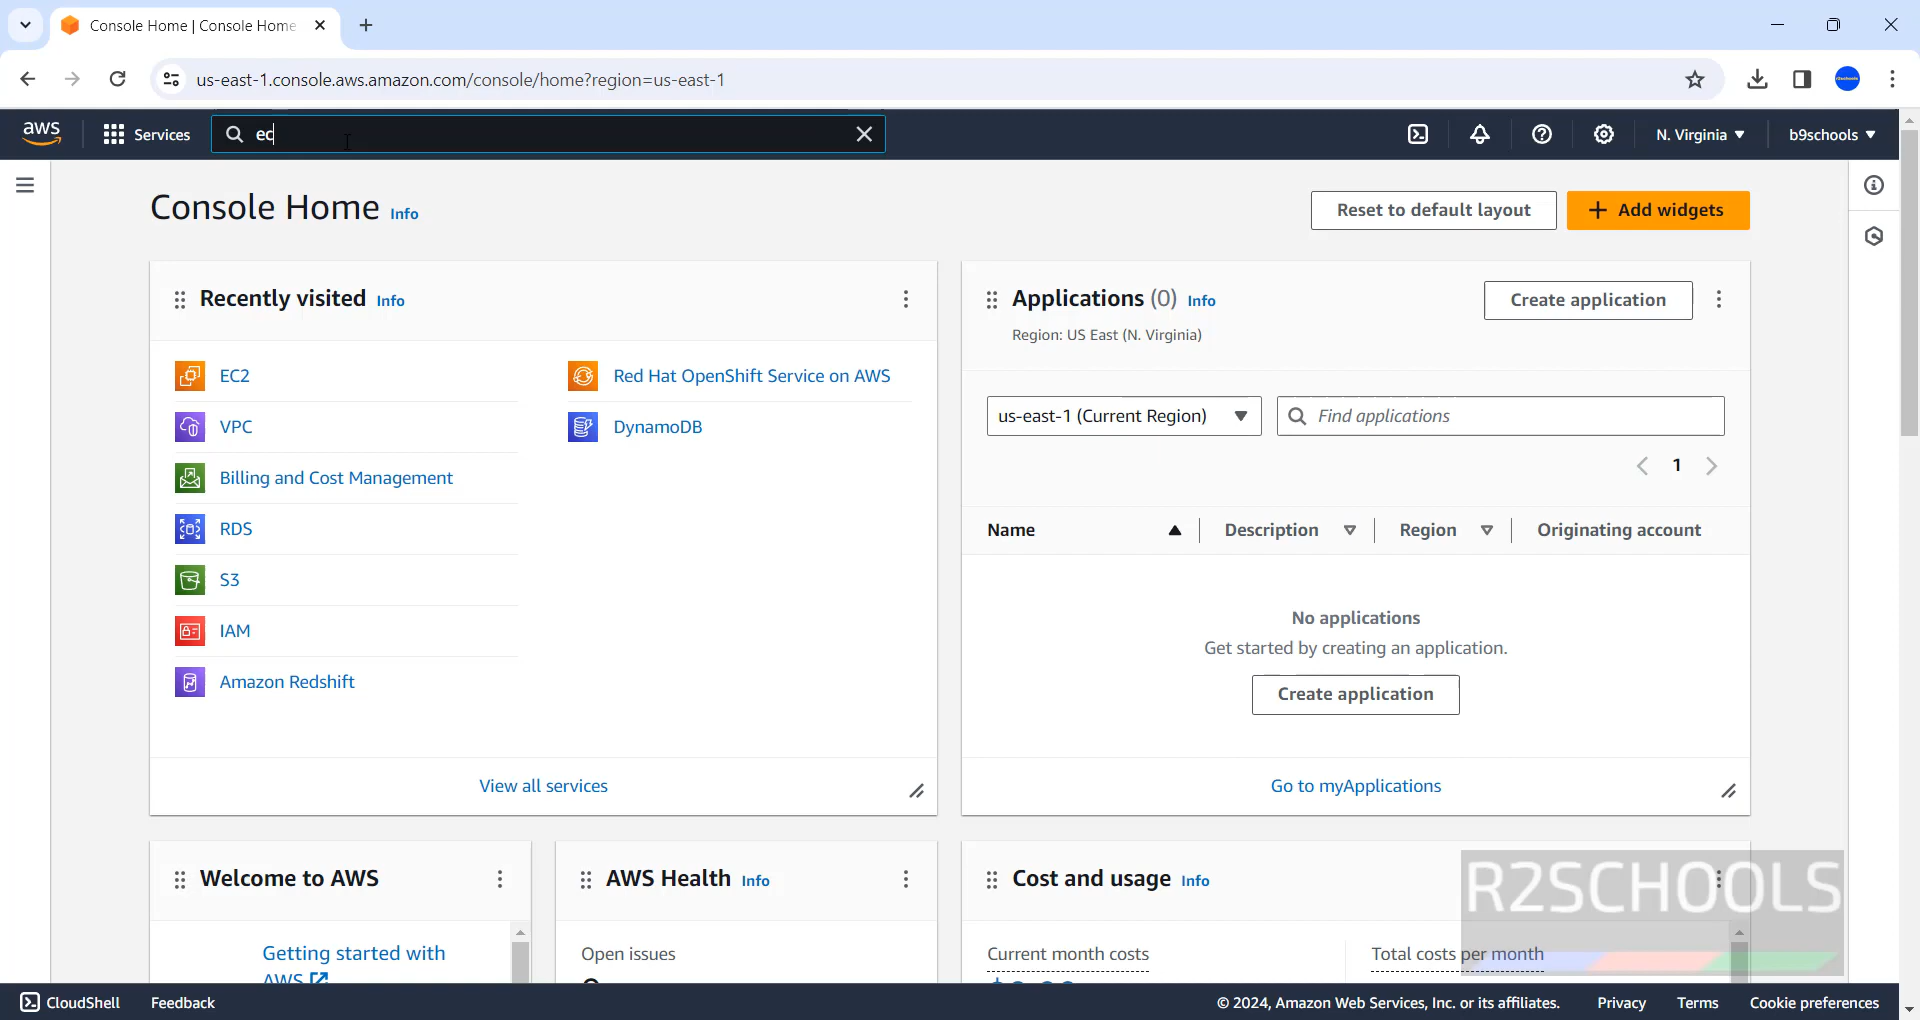 Console Home | Console Home
us-east-1.console.aws.amazon.com/console/home?region=us-east-1
aws
Services
ec
N. Virginia
b9schools
Console Home Info
Reset to default layout
+ Add widgets
Recently visited Info
EC2
VPC
Billing and Cost Management
RDS
S3
IAM
Amazon Redshift
Red Hat OpenShift Service on AWS
DynamoDB
View all services
Applications (0) Info
Region: US East (N. Virginia)
Create application
us-east-1 (Current Region)
Find applications
1
Name
Description
Region
Originating account
No applications
Get started by creating an application.
Create application
Go to myApplications
Welcome to AWS
Getting started with
AWS
AWS Health Info
Open issues
Cost and usage Info
Current month costs
Total costs per month
R2SCHOOLS
CloudShell
Feedback
© 2024, Amazon Web Services, Inc. or its affiliates.
Privacy
Terms
Cookie preferences